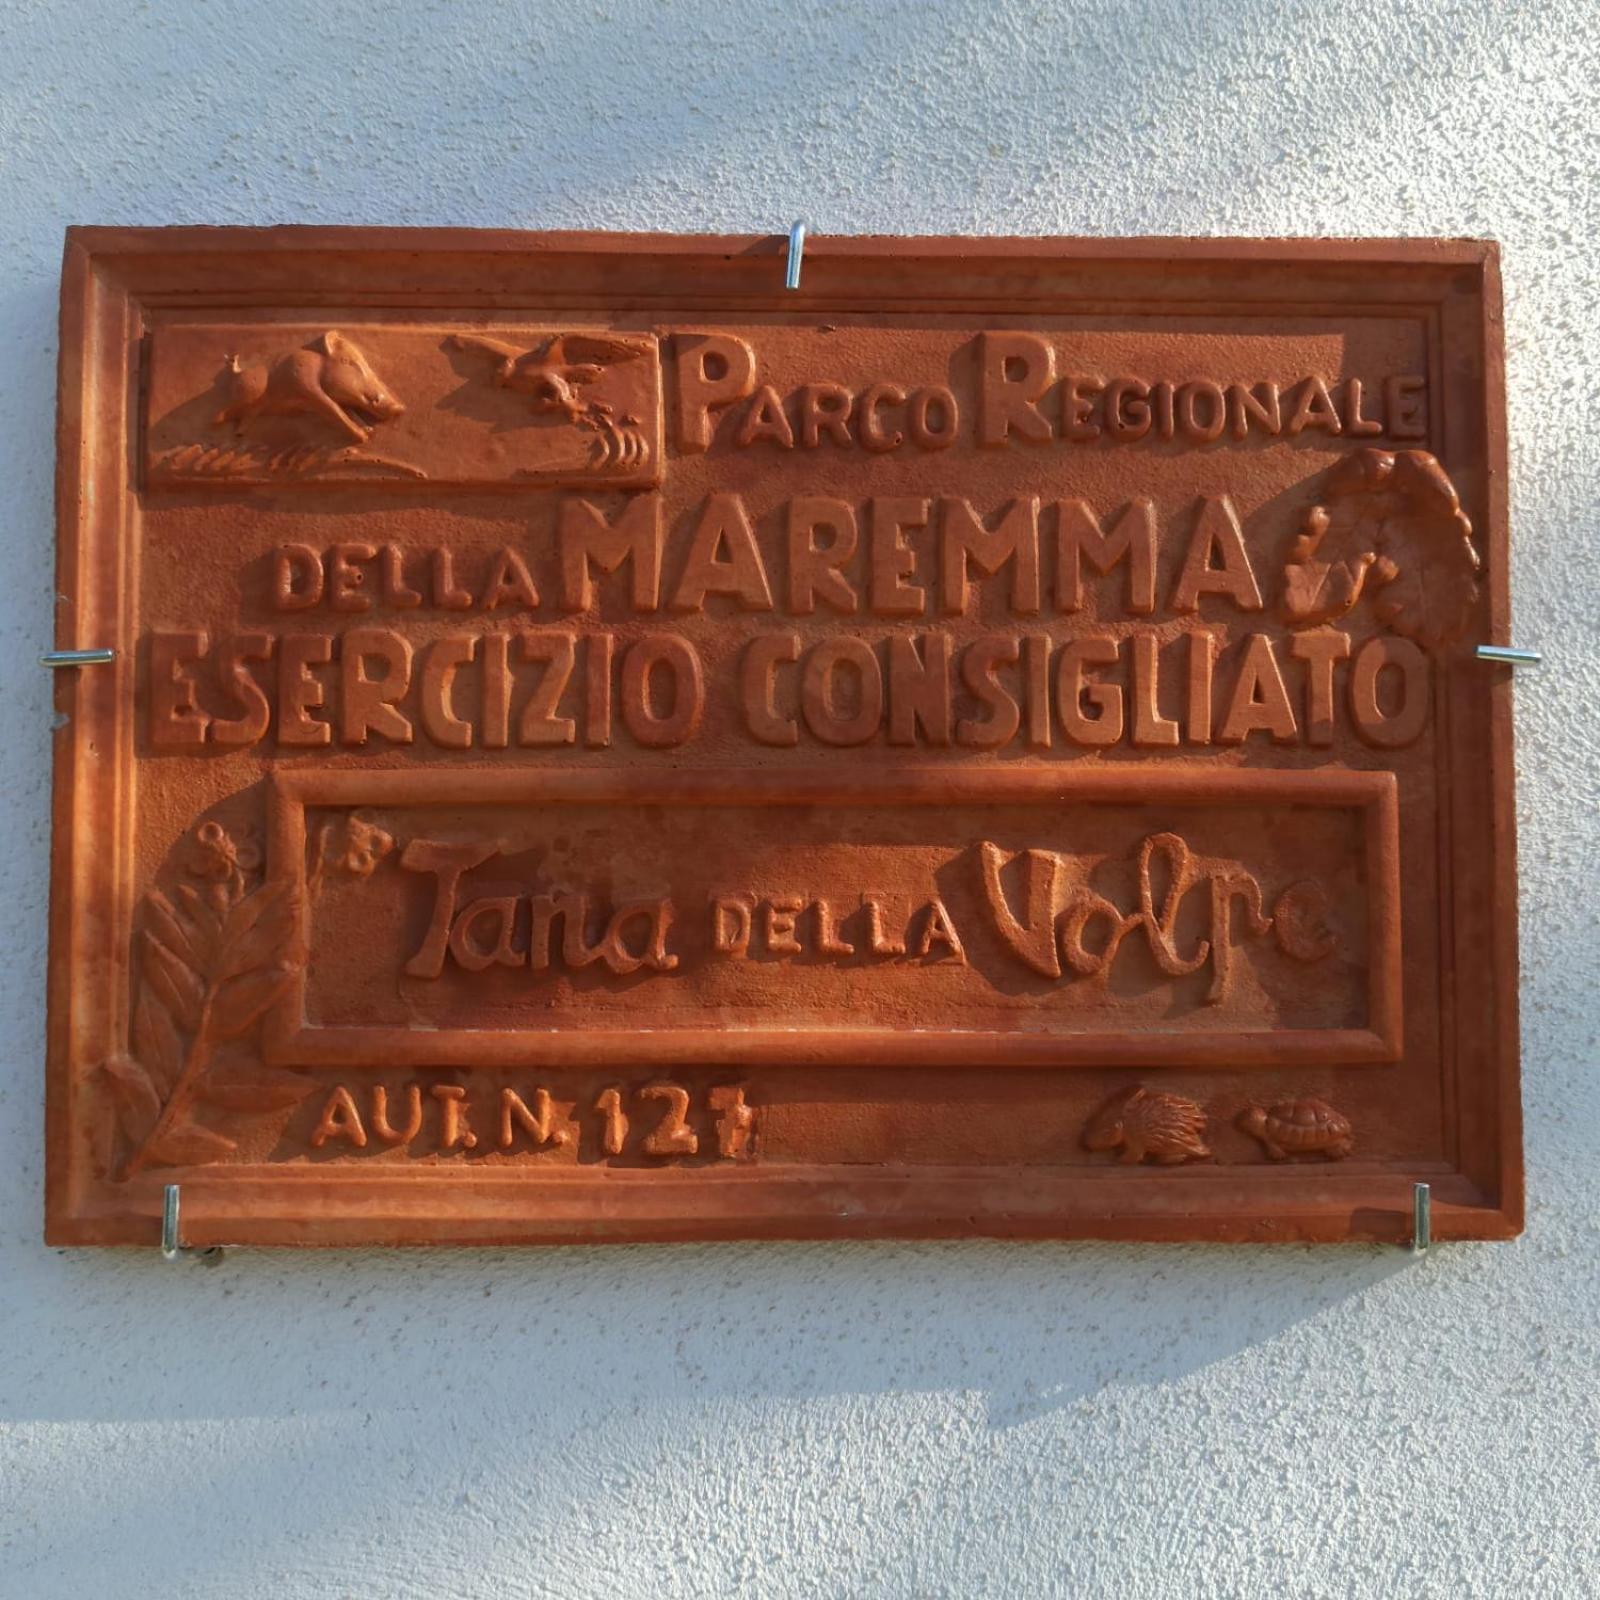 PARCO REGIONALE
DELLA MAREMMA
ESERCIZIO CONSIGLIATO
Tana DELLA Volpe
AUT. N. 127